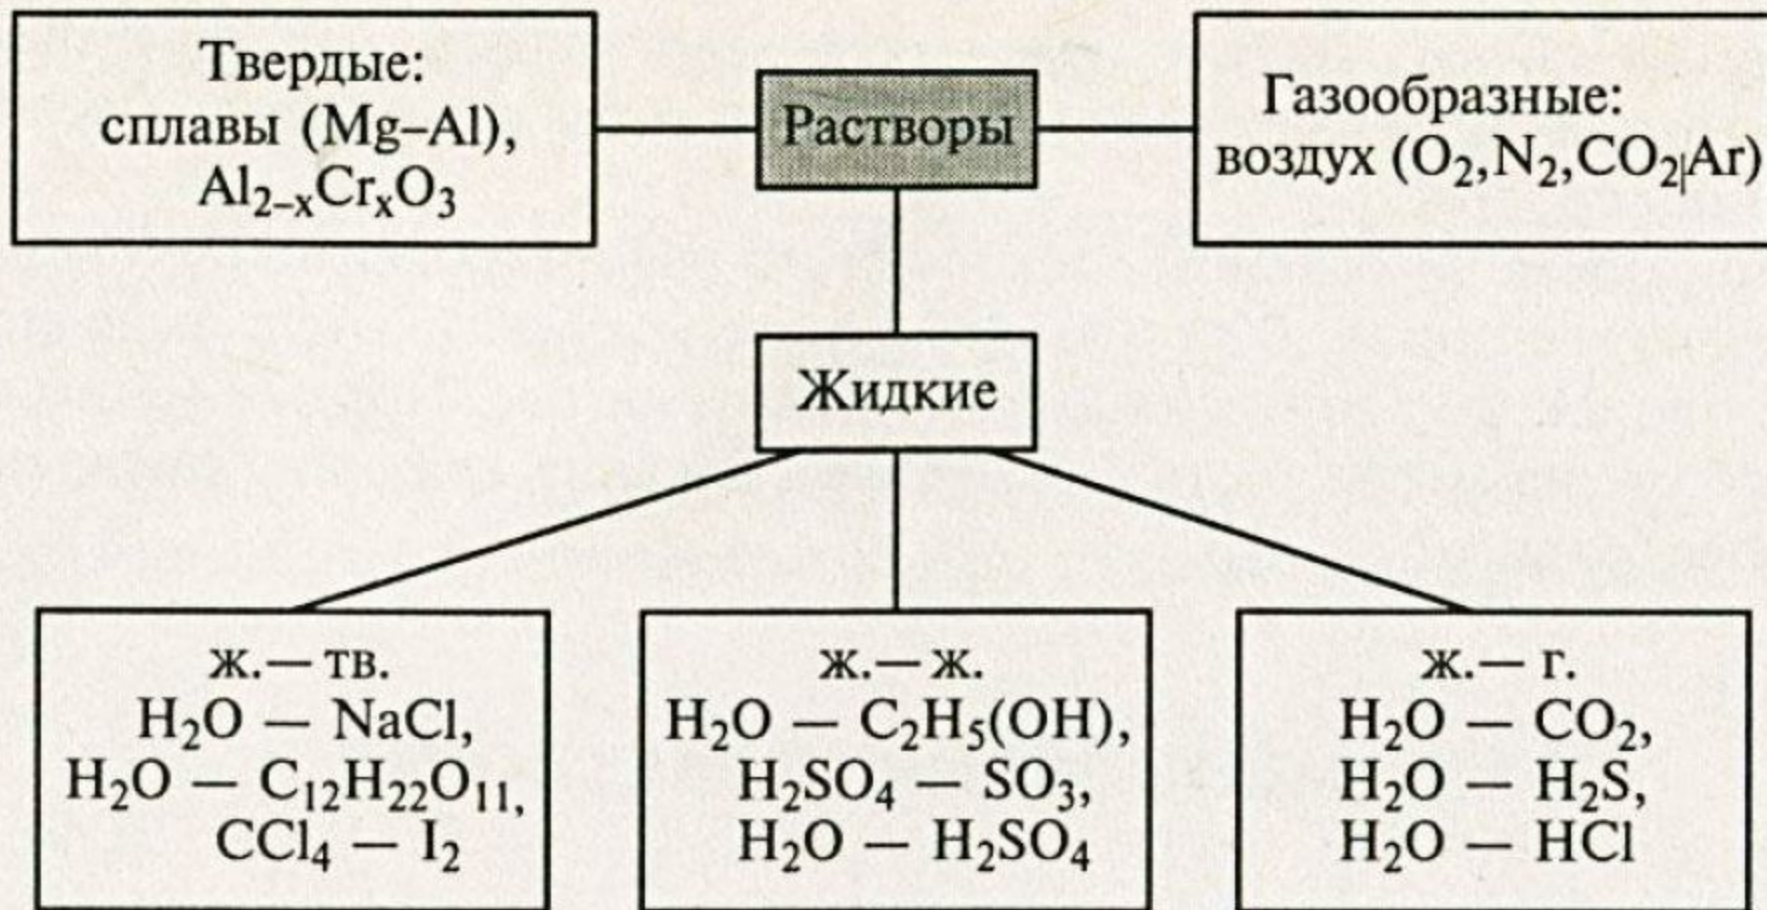 Твердые:
сплавы (Mg–Al),
Al₂₋ₓCrₓO₃
Растворы
Газообразные:
воздух (O₂,N₂,CO₂|Ar)
Жидкие
ж.— тв.
H₂O — NaCl,
H₂O — C₁₂H₂₂O₁₁,
CCl₄ — I₂
ж.— ж.
H₂O — C₂H₅(OH),
H₂SO₄ — SO₃,
H₂O — H₂SO₄
ж.— г.
H₂O — CO₂,
H₂O — H₂S,
H₂O — HCl